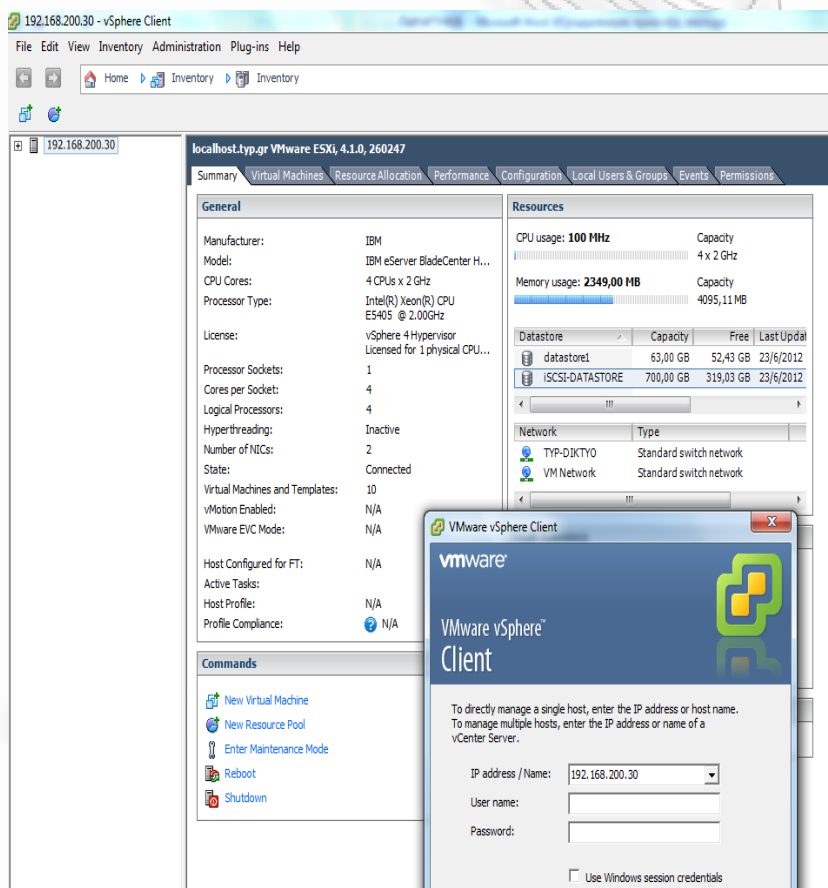 192.168.200.30 - vSphere Client
File Edit View Inventory Administration Plug-ins Help
Home Inventory Inventory
192.168.200.30
localhost.typ.gr VMware ESXi, 4.1.0, 260247
Summary Virtual Machines Resource Allocation Performance Configuration Local Users & Groups Events Permissions
General
Manufacturer: IBM
Model: IBM eServer BladeCenter H...
CPU Cores: 4 CPUs x 2 GHz
Processor Type: Intel(R) Xeon(R) CPU
E5405 @ 2.00GHz
License: vSphere 4 Hypervisor
Licensed for 1 physical CPU...
Processor Sockets: 1
Cores per Socket: 4
Logical Processors: 4
Hyperthreading: Inactive
Number of NICs: 2
State: Connected
Virtual Machines and Templates: 10
vMotion Enabled: N/A
VMware EVC Mode: N/A
Host Configured for FT: N/A
Active Tasks:
Host Profile: N/A
Profile Compliance: N/A
Commands
New Virtual Machine
New Resource Pool
Enter Maintenance Mode
Reboot
Shutdown
Resources
CPU usage: 100 MHz Capacity
4 x 2 GHz
Memory usage: 2349,00 MB Capacity
4095,11 MB
Datastore Capacity Free Last Updat
datastore1 63,00 GB 52,43 GB 23/6/2012
iSCSI-DATASTORE 700,00 GB 319,03 GB 23/6/2012
Network Type
TYP-DIKTYO Standard switch network
VM Network Standard switch network
VMware vSphere Client
vmware
VMware vSphere™
Client
To directly manage a single host, enter the IP address or host name.
To manage multiple hosts, enter the IP address or name of a
vCenter Server.
IP address / Name: 192.168.200.30
User name:
Password:
Use Windows session credentials